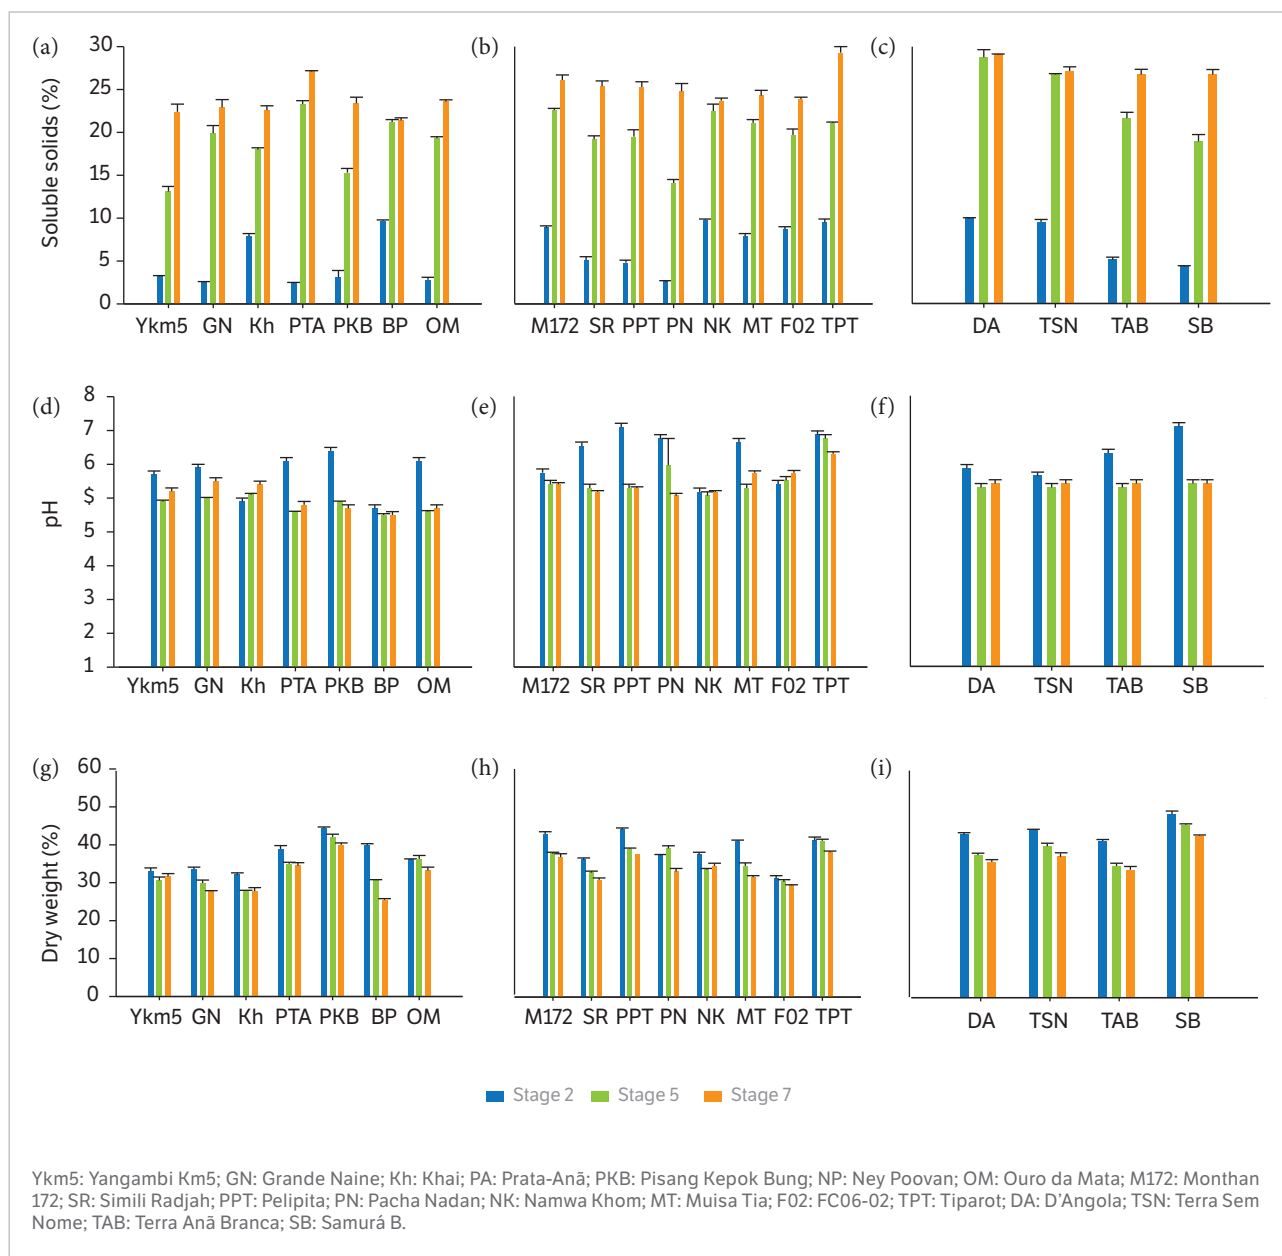 (a)
(b)
(c)
30
25
20
15
10
5
0
Soluble solids (%)
Ykm5 GN Kh PTA PKB BP OM
M172 SR PPT PN NK MT F02 TPT
DA TSN TAB SB
(d)
(e)
(f)
8
7
6
5
5
4
3
2
1
pH
Ykm5 GN Kh PTA PKB BP OM
M172 SR PPT PN NK MT F02 TPT
DA TSN TAB SB
(g)
(h)
(i)
60
50
40
30
20
10
0
Dry weight (%)
Ykm5 GN Kh PTA PKB BP OM
M172 SR PPT PN NK MT F02 TPT
DA TSN TAB SB
Stage 2 Stage 5 Stage 7
Ykm5: Yangambi Km5; GN: Grande Naine; Kh: Khai; PA: Prata-Anã; PKB: Pisang Kepok Bung; NP: Ney Poovan; OM: Ouro da Mata; M172: Monthan
172; SR: Simili Radjah; PPT: Pelipita; PN: Pacha Nadan; NK: Namwa Khom; MT: Muisa Tia; F02: FC06-02; TPT: Tiparot; DA: D’Angola; TSN: Terra Sem
Nome; TAB: Terra Anã Branca; SB: Samurá B.